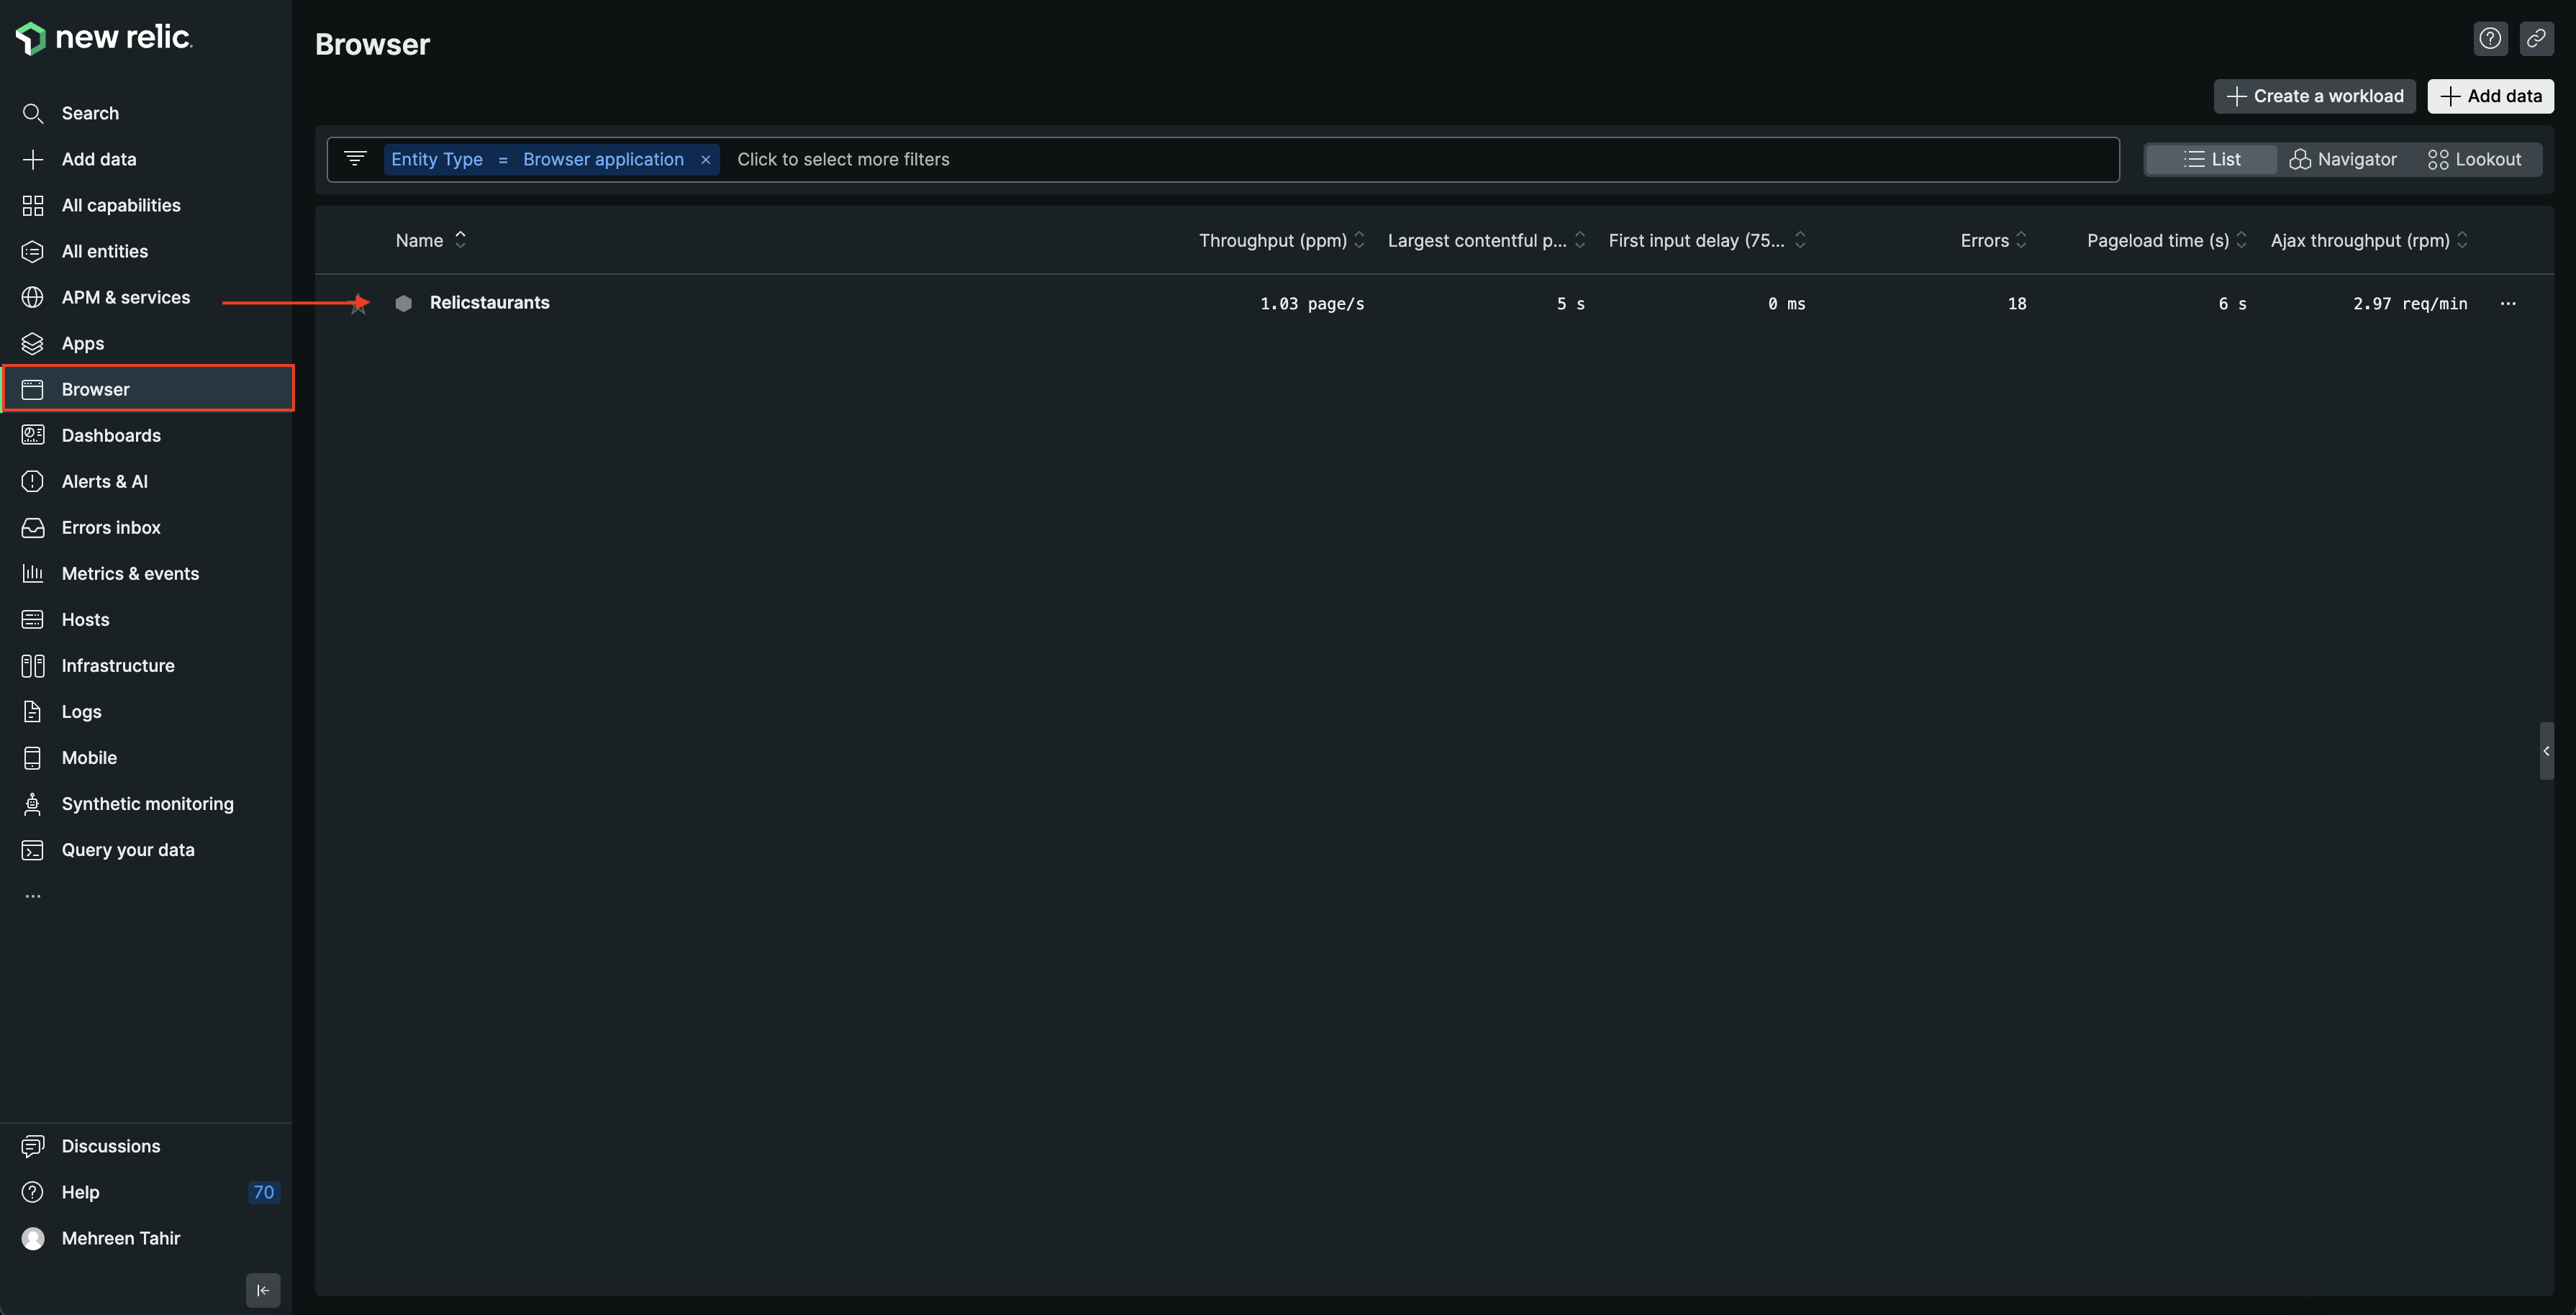 new relic.
Browser
Search
Add data
All capabilities
All entities
APM & services
Apps
Browser
Dashboards
Alerts & AI
Errors inbox
Metrics & events
Hosts
Infrastructure
Logs
Mobile
Synthetic monitoring
Query your data
...
Discussions
Help 70
Mehreen Tahir
Create a workload Add data
Entity Type = Browser application × Click to select more filters
List Navigator Lookout
Name Throughput (ppm) Largest contentful p... First input delay (75... Errors Pageload time (s) Ajax throughput (rpm)
Relicstaurants 1.03 page/s 5 s 0 ms 18 6 s 2.97 req/min ...